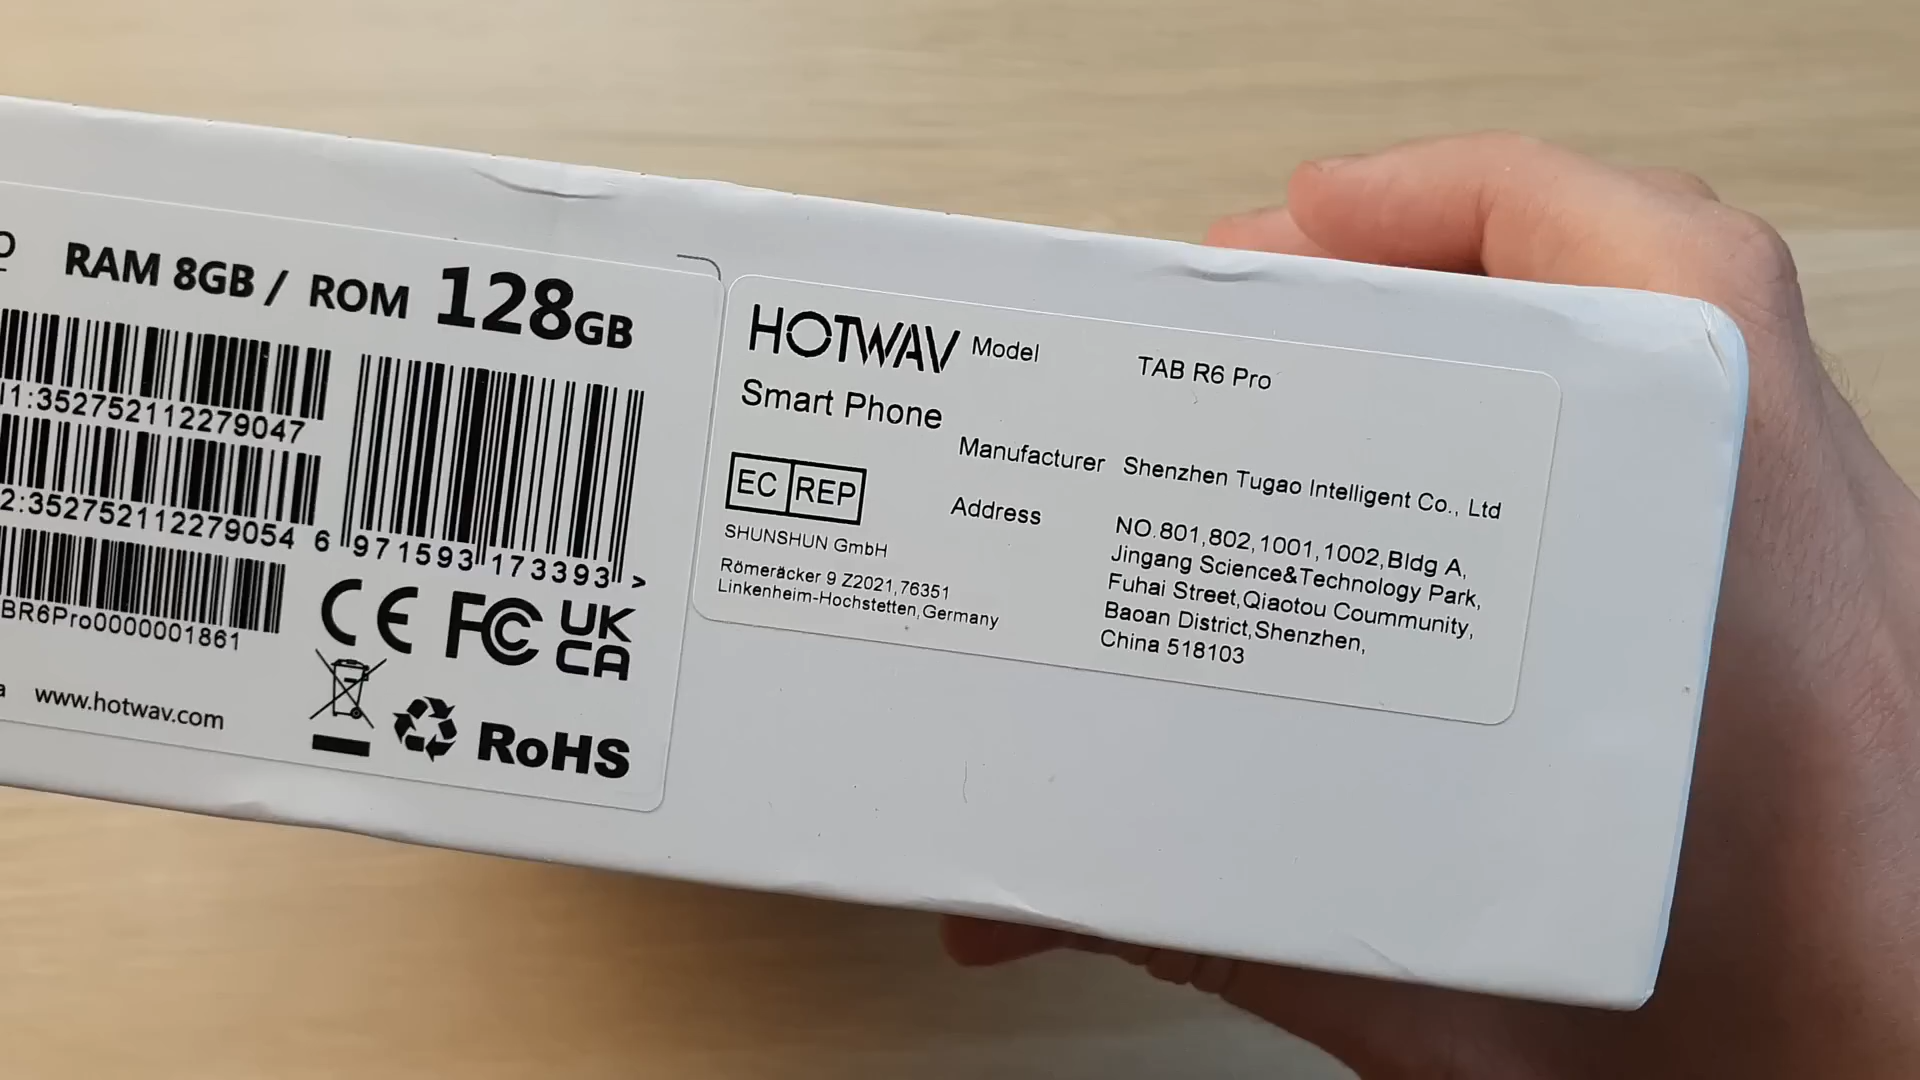 RAM 8GB / ROM 128GB
1:352752112279047
2:352752112279054
6 971593 173393 >
BR6Pro0000001861
CE FC UK CA
www.hotwav.com
RoHS
HOTWAV Model TAB R6 Pro
Smart Phone
Manufacturer Shenzhen Tugao Intelligent Co., Ltd
EC REP
SHUNSHUN GmbH
Römeräcker 9 Z2021,76351
Linkenheim-Hochstetten,Germany
Address NO.801,802,1001,1002,Bldg A,
Jingang Science&Technology Park,
Fuhai Street,Qiaotou Coummunity,
Baoan District,Shenzhen,
China 518103